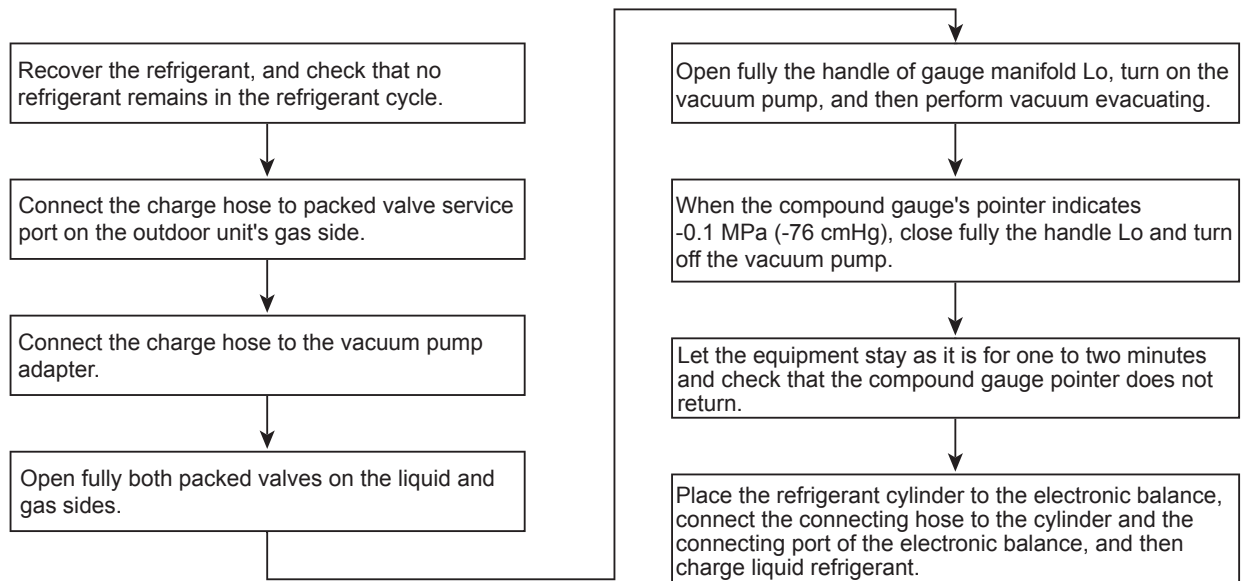 Recover the refrigerant, and check that no
refrigerant remains in the refrigerant cycle.
Connect the charge hose to packed valve service
port on the outdoor unit's gas side.
Connect the charge hose to the vacuum pump
adapter.
Open fully both packed valves on the liquid and
gas sides.
Open fully the handle of gauge manifold Lo, turn on the
vacuum pump, and then perform vacuum evacuating.
When the compound gauge's pointer indicates
-0.1 MPa (-76 cmHg), close fully the handle Lo and turn
off the vacuum pump.
Let the equipment stay as it is for one to two minutes
and check that the compound gauge pointer does not
return.
Place the refrigerant cylinder to the electronic balance,
connect the connecting hose to the cylinder and the
connecting port of the electronic balance, and then
charge liquid refrigerant.